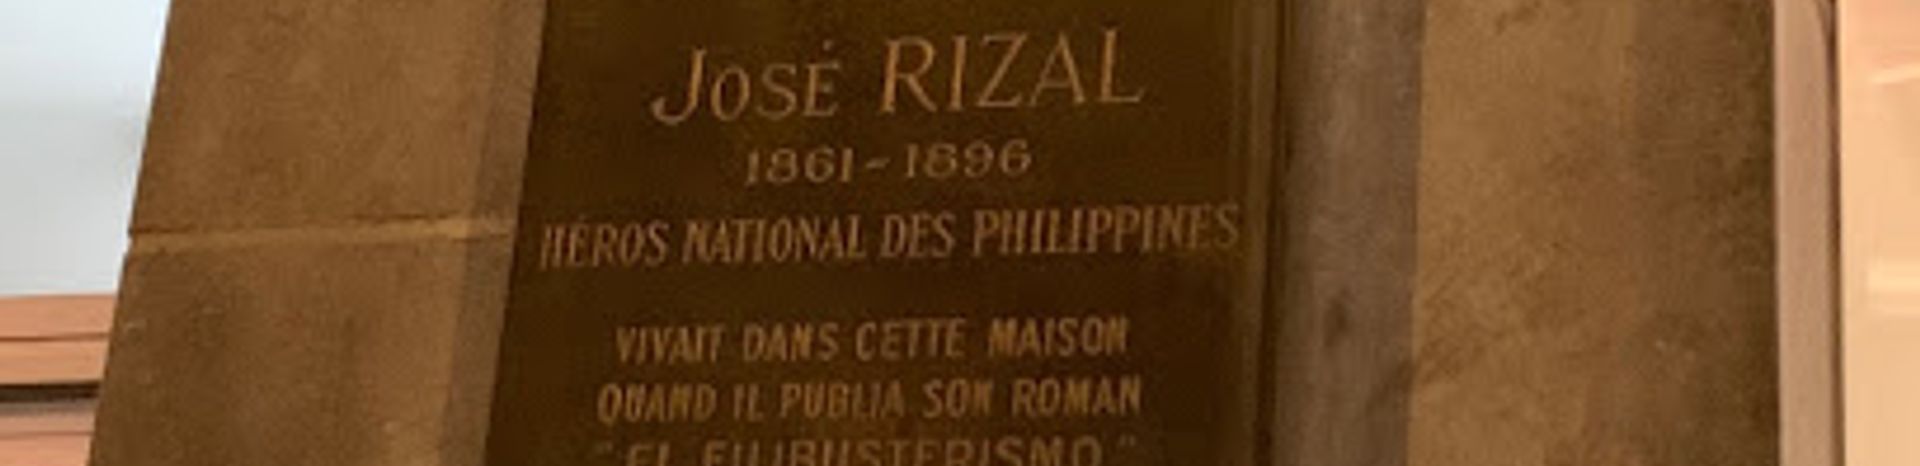 José RIZAL
1861-1896
HÉROS NATIONAL DES PHILIPPINES
VIVAIT DANS CETTE MAISON
QUAND IL PUBLIA SON ROMAN
"EL FILIBUSTERISMO"